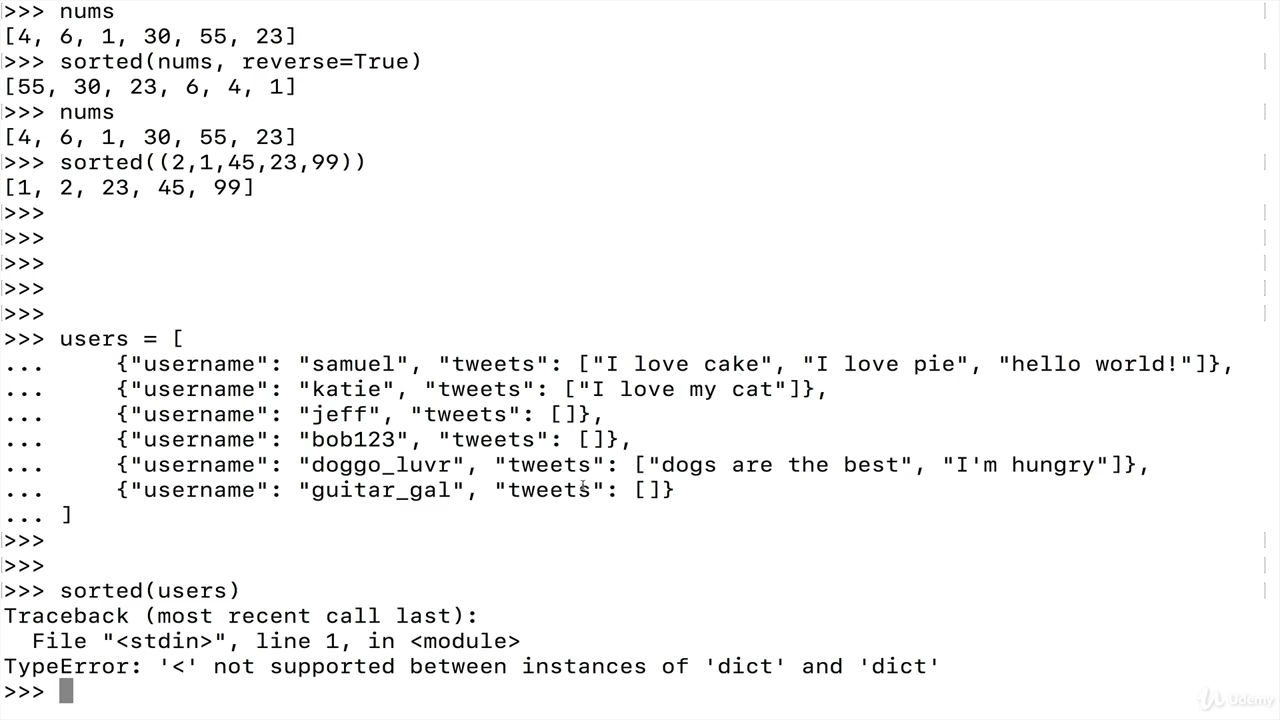 >>> nums
[4, 6, 1, 30, 55, 23]
>>> sorted(nums, reverse=True)
[55, 30, 23, 6, 4, 1]
>>> nums
[4, 6, 1, 30, 55, 23]
>>> sorted((2,1,45,23,99))
[1, 2, 23, 45, 99]
>>>
>>>
>>>
>>>
>>>
>>> users = [
...     {"username": "samuel", "tweets": ["I love cake", "I love pie", "hello world!"]},
...     {"username": "katie", "tweets": ["I love my cat"]},
...     {"username": "jeff", "tweets": []},
...     {"username": "bob123", "tweets": []},
...     {"username": "doggo_luvr", "tweets": ["dogs are the best", "I'm hungry"]},
...     {"username": "guitar_gal", "tweets": []}
... ]
>>>
>>>
>>> sorted(users)
Traceback (most recent call last):
  File "<stdin>", line 1, in <module>
TypeError: '<' not supported between instances of 'dict' and 'dict'
>>>
Udemy